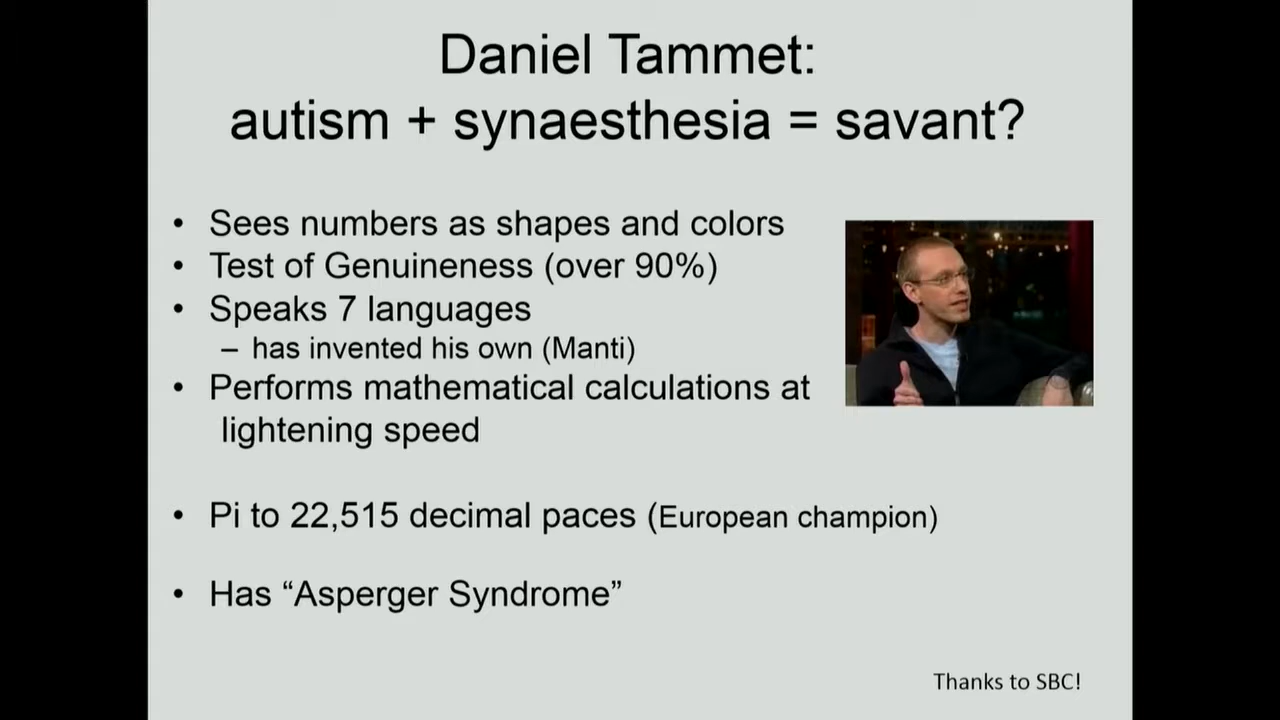 Daniel Tammet:
autism + synaesthesia = savant?
• Sees numbers as shapes and colors
• Test of Genuineness (over 90%)
• Speaks 7 languages
– has invented his own (Manti)
• Performs mathematical calculations at
lightening speed
• Pi to 22,515 decimal paces (European champion)
• Has “Asperger Syndrome”
Thanks to SBC!